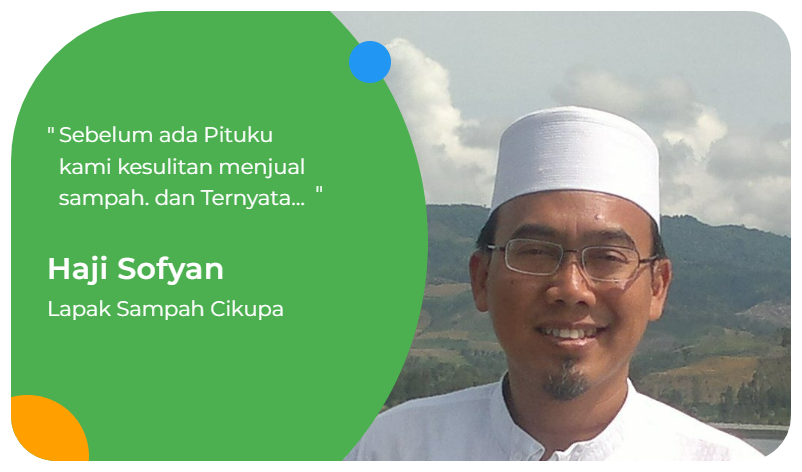 " Sebelum ada Pituku
kami kesulitan menjual
sampah. dan Ternyata... "
Haji Sofyan
Lapak Sampah Cikupa